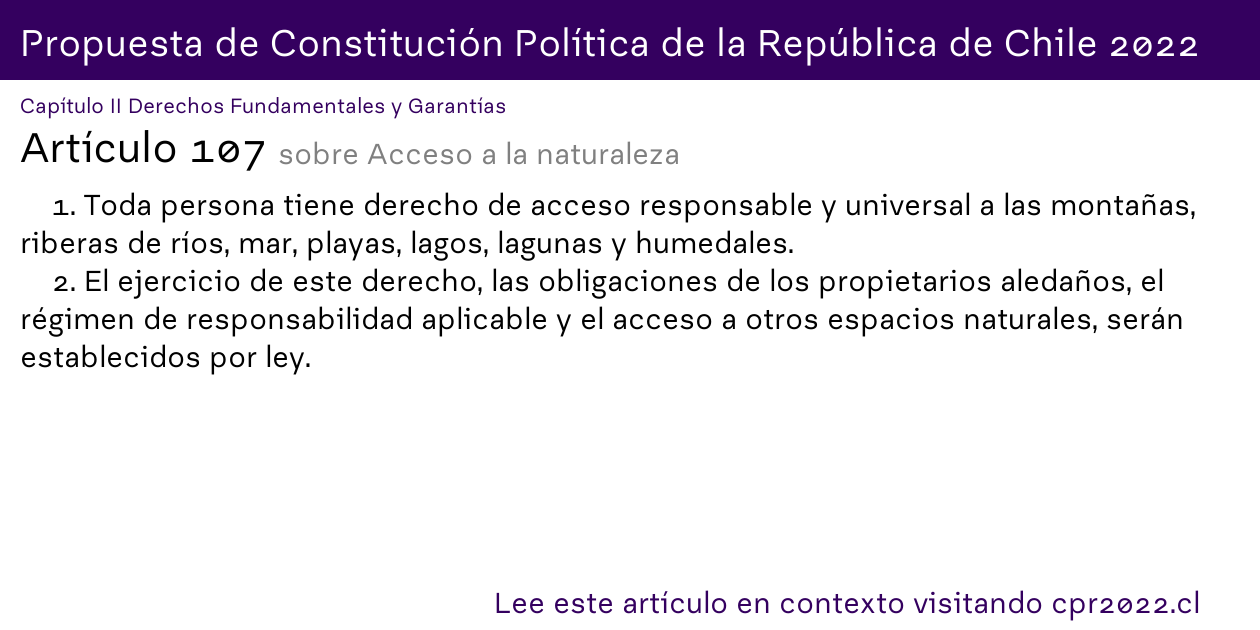 Propuesta de Constitución Política de la República de Chile 2022
Capítulo II Derechos Fundamentales y Garantías
Artículo 107 sobre Acceso a la naturaleza
1. Toda persona tiene derecho de acceso responsable y universal a las montañas,
riberas de ríos, mar, playas, lagos, lagunas y humedales.
2. El ejercicio de este derecho, las obligaciones de los propietarios aledaños, el
régimen de responsabilidad aplicable y el acceso a otros espacios naturales, serán
establecidos por ley.
Lee este artículo en contexto visitando cpr2022.cl